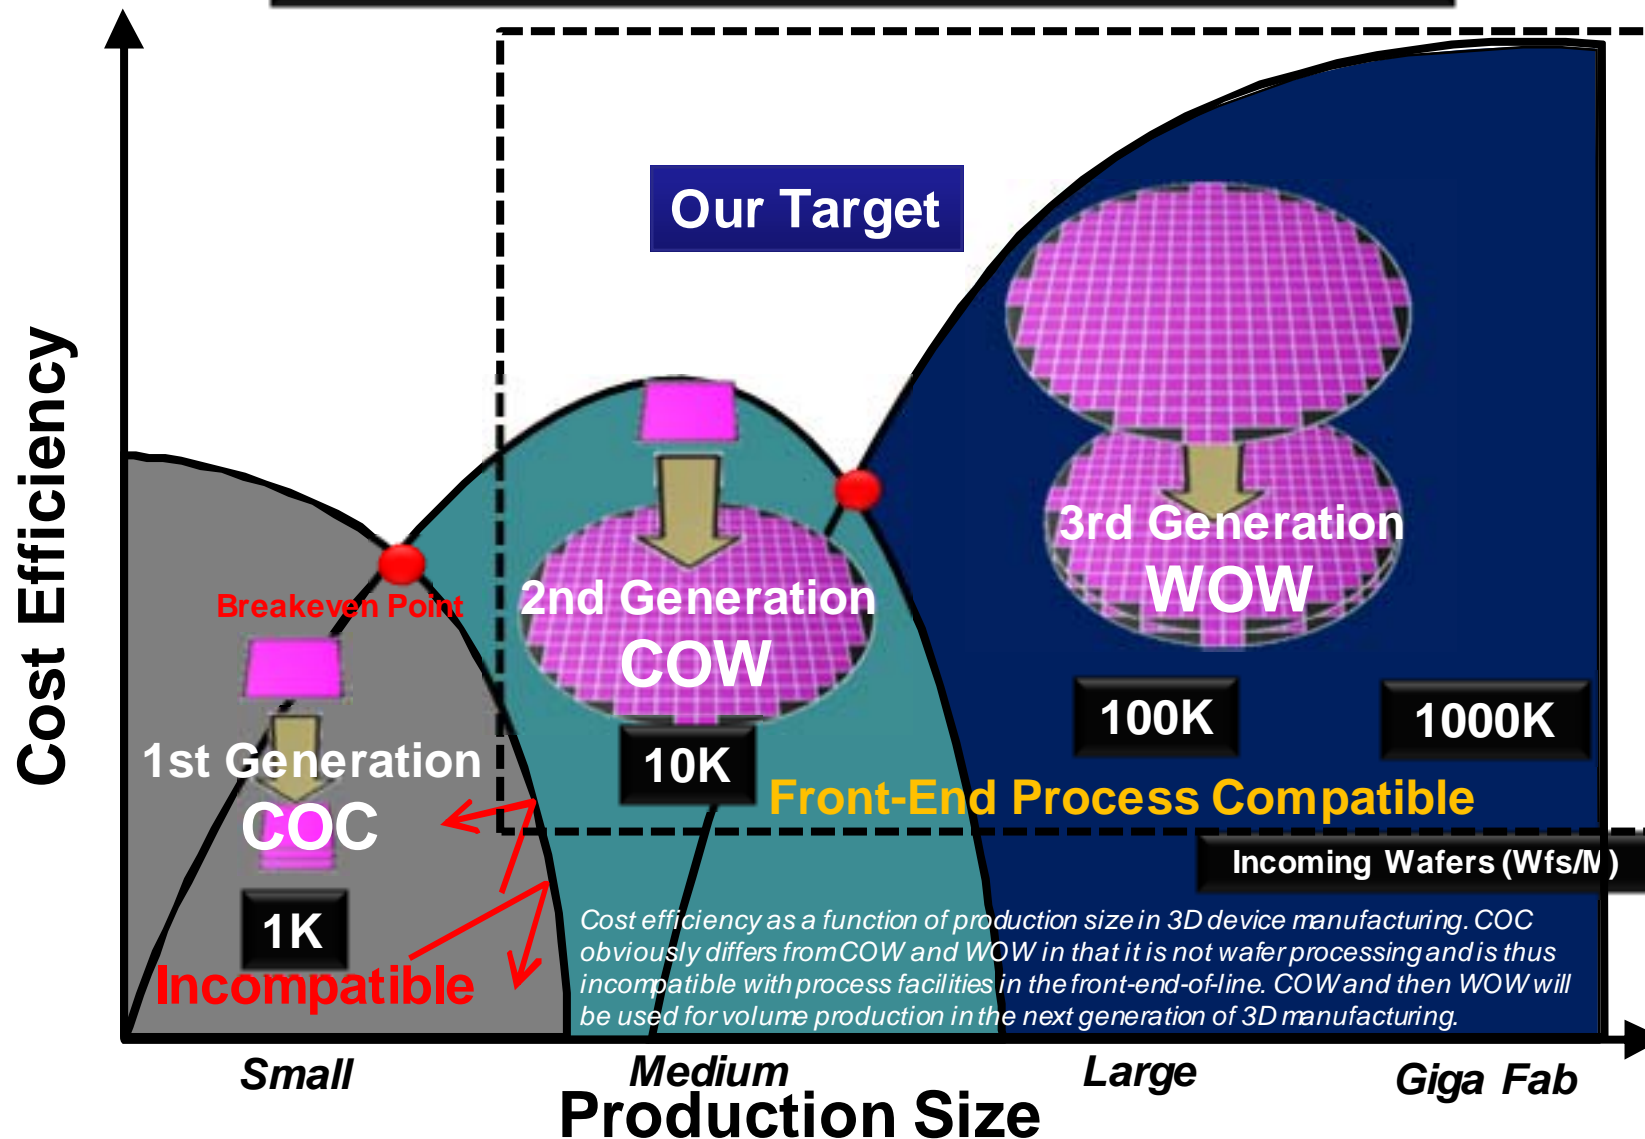 Our Target
Cost Efficiency
3rd Generation
WOW
Breakeven Point
2nd Generation
COW
1st Generation
COC
10K
100K
1000K
Front-End Process Compatible
Incoming Wafers (Wfs/M)
1K
Incompatible
Cost efficiency as a function of production size in 3D device manufacturing. COC
obviously differs from COW and WOW in that it is not wafer processing and is thus
incompatible with process facilities in the front-end-of-line. COW and then WOW will
be used for volume production in the next generation of 3D manufacturing.
Small
Medium
Large
Giga Fab
Production Size